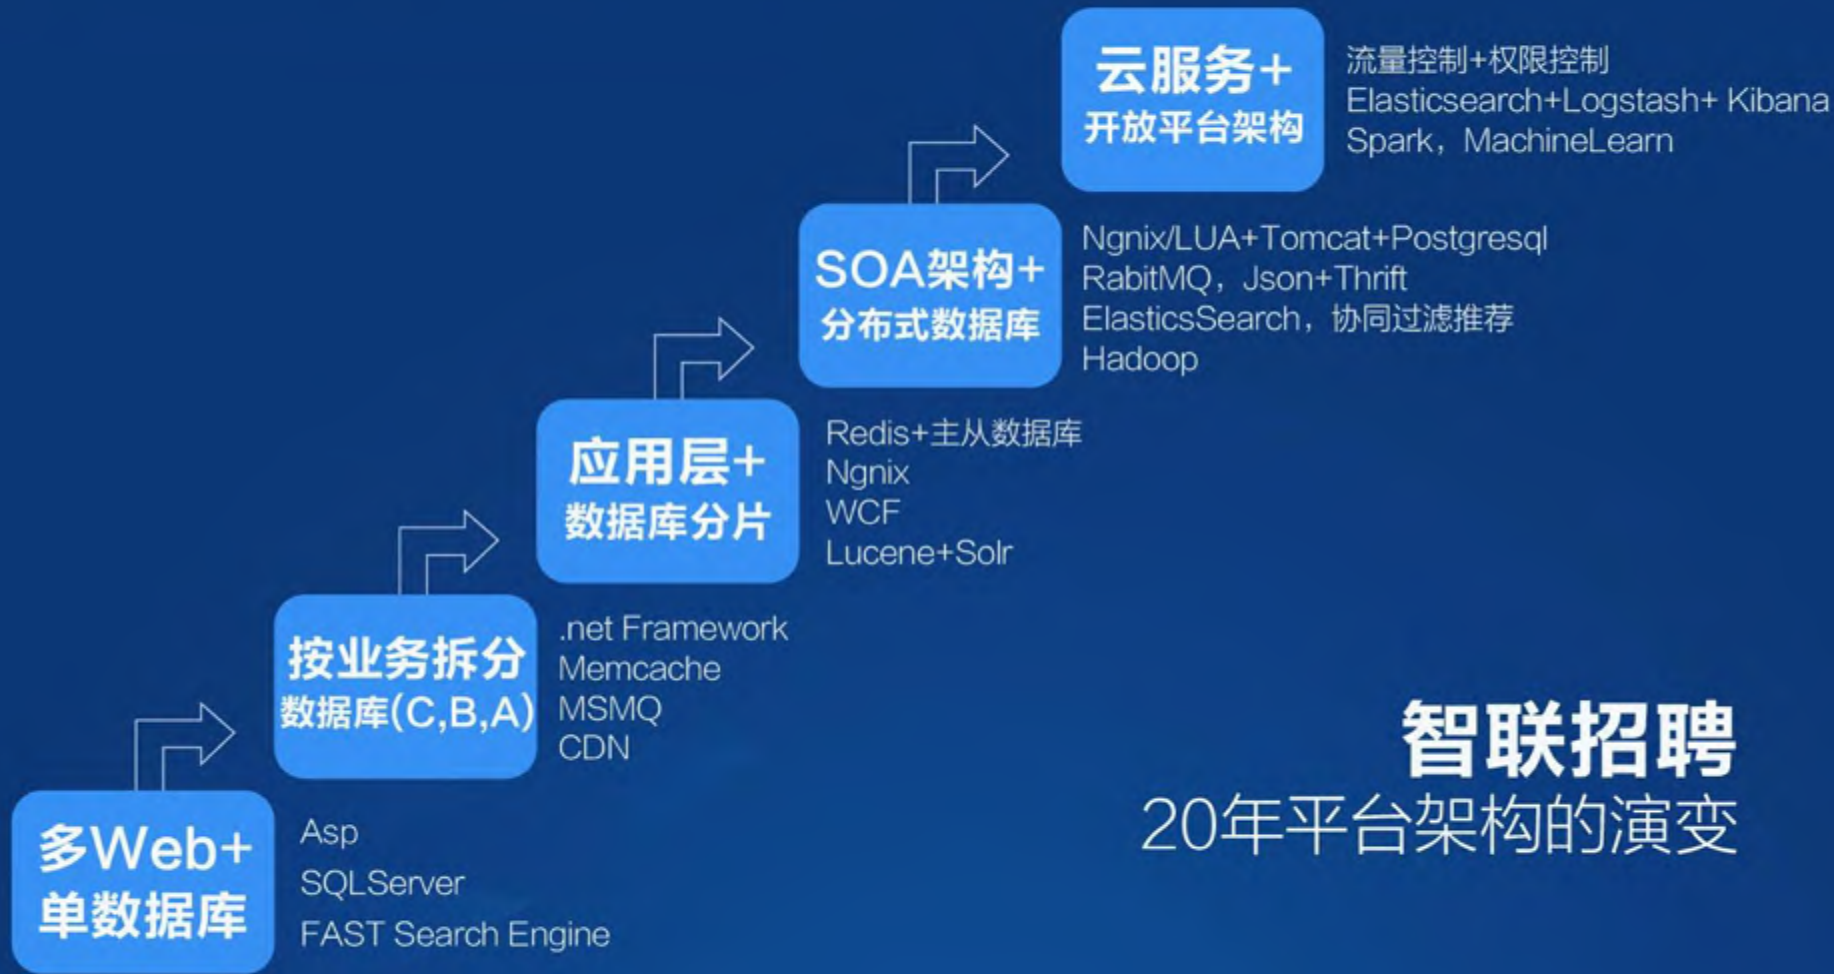 云服务+
开放平台架构
流量控制+权限控制
Elasticsearch+Logstash+ Kibana
Spark，MachineLearn
SOA架构+
分布式数据库
Ngnix/LUA+Tomcat+Postgresql
RabitMQ，Json+Thrift
ElasticsSearch，协同过滤推荐
Hadoop
应用层+
数据库分片
Redis+主从数据库
Ngnix
WCF
Lucene+Solr
按业务拆分
数据库(C,B,A)
.net Framework
Memcache
MSMQ
CDN
多Web+
单数据库
Asp
SQLServer
FAST Search Engine
智联招聘
20年平台架构的演变